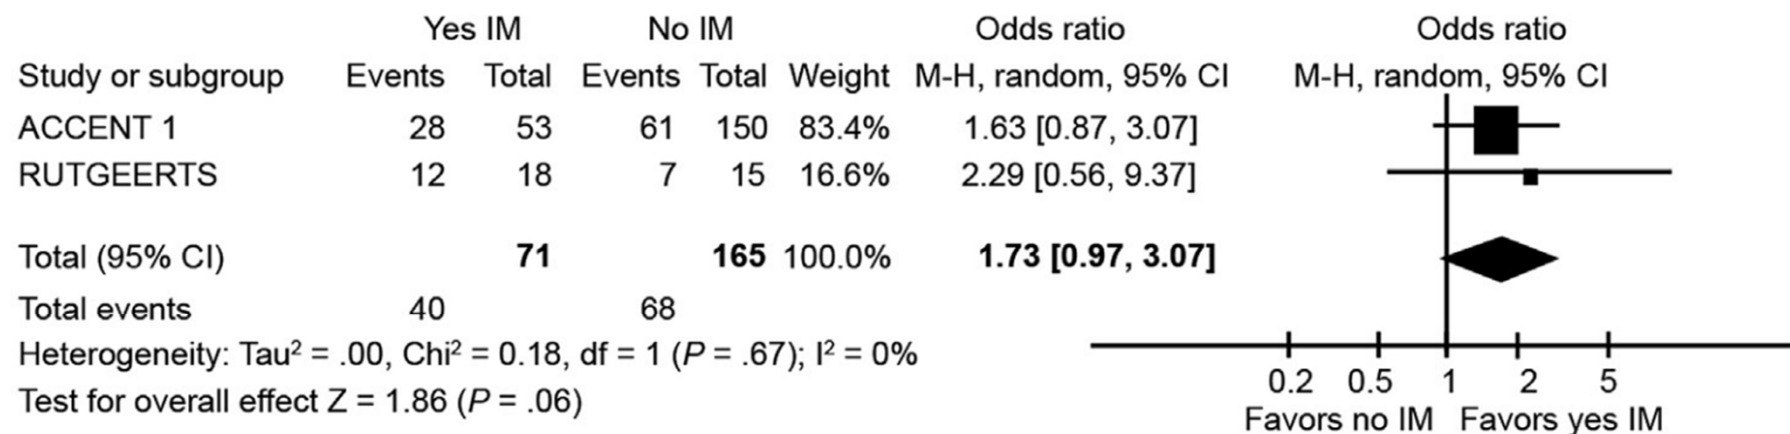 Yes IM No IM Odds ratio Odds ratio
Study or subgroup Events Total Events Total Weight M-H, random, 95% CI M-H, random, 95% CI
ACCENT 1 28 53 61 150 83.4% 1.63 [0.87, 3.07]
RUTGEERTS 12 18 7 15 16.6% 2.29 [0.56, 9.37]
Total (95% CI) 71 165 100.0% 1.73 [0.97, 3.07]
Total events 40 68
Heterogeneity: Tau² = .00, Chi² = 0.18, df = 1 (P = .67); I² = 0%
Test for overall effect Z = 1.86 (P = .06)
0.2 0.5 1 2 5
Favors no IM Favors yes IM